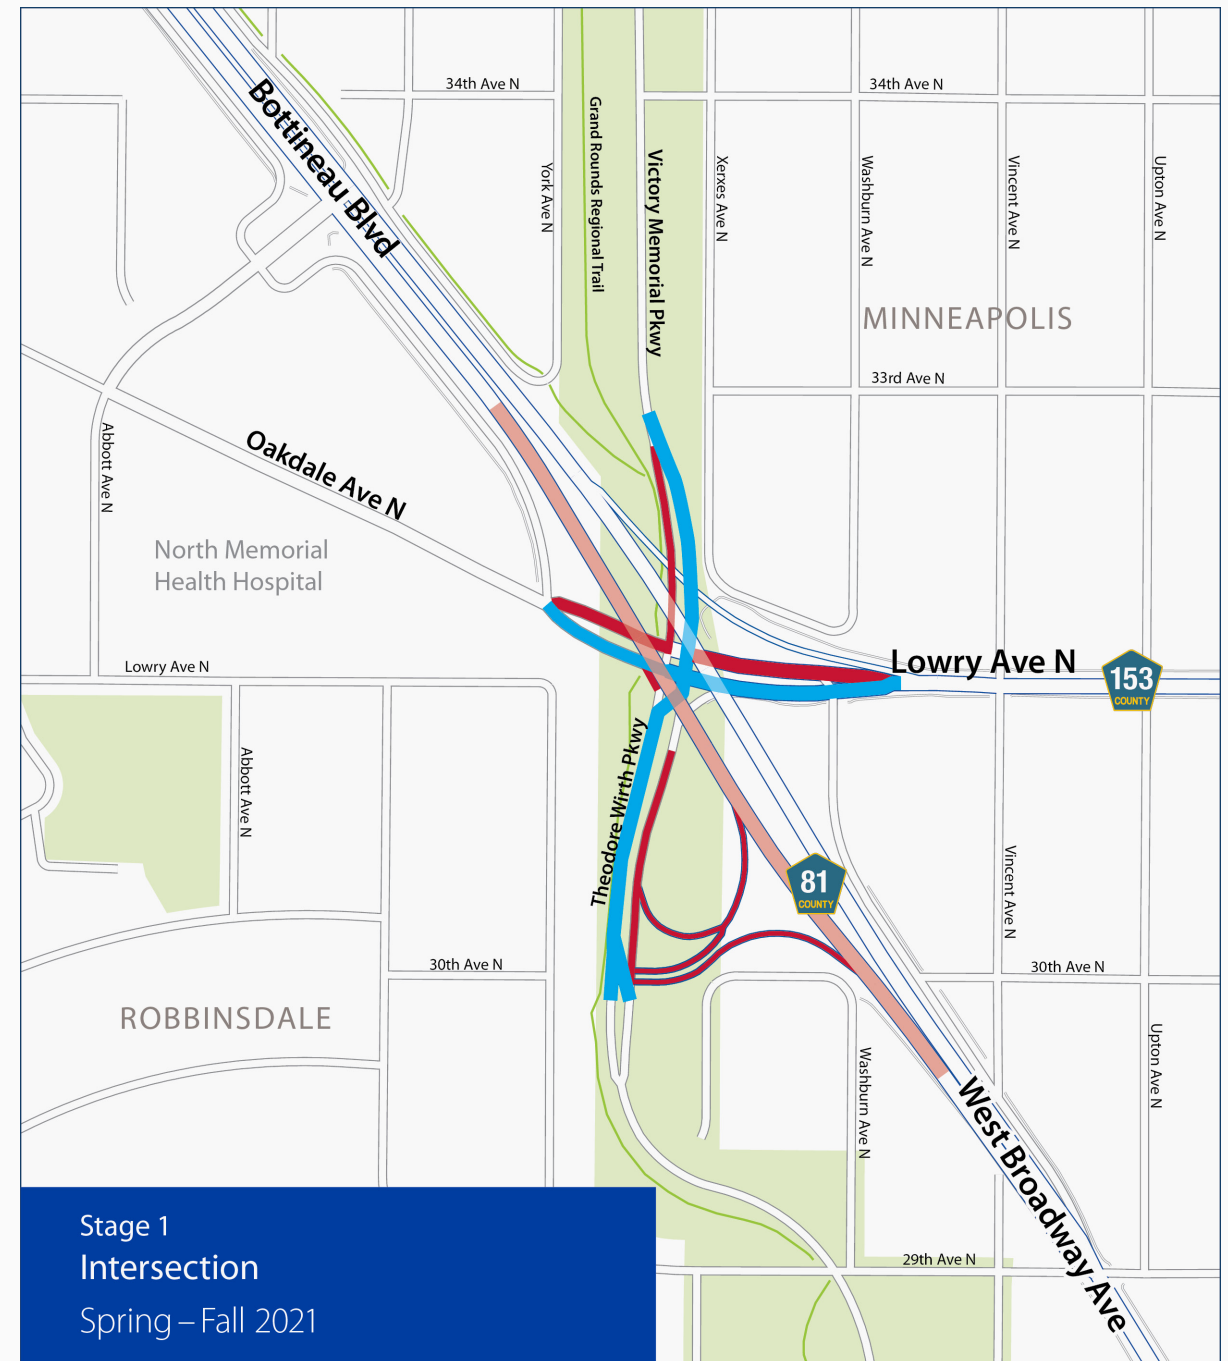 34th Ave N
34th Ave N
Bottineau Blvd
Grand Rounds Regional Trail
York Ave N
Victory Memorial Pkwy
Xerxes Ave N
Washburn Ave N
Vincent Ave N
Upton Ave N
MINNEAPOLIS
33rd Ave N
Abbott Ave N
Oakdale Ave N
North Memorial
Health Hospital
Lowry Ave N
Lowry Ave N
153
COUNTY
Abbott Ave N
Theodore Wirth Pkwy
81
COUNTY
Vincent Ave N
30th Ave N
30th Ave N
ROBBINSDALE
Washburn Ave N
Upton Ave N
West Broadway Ave
29th Ave N
Stage 1
Intersection
Spring – Fall 2021